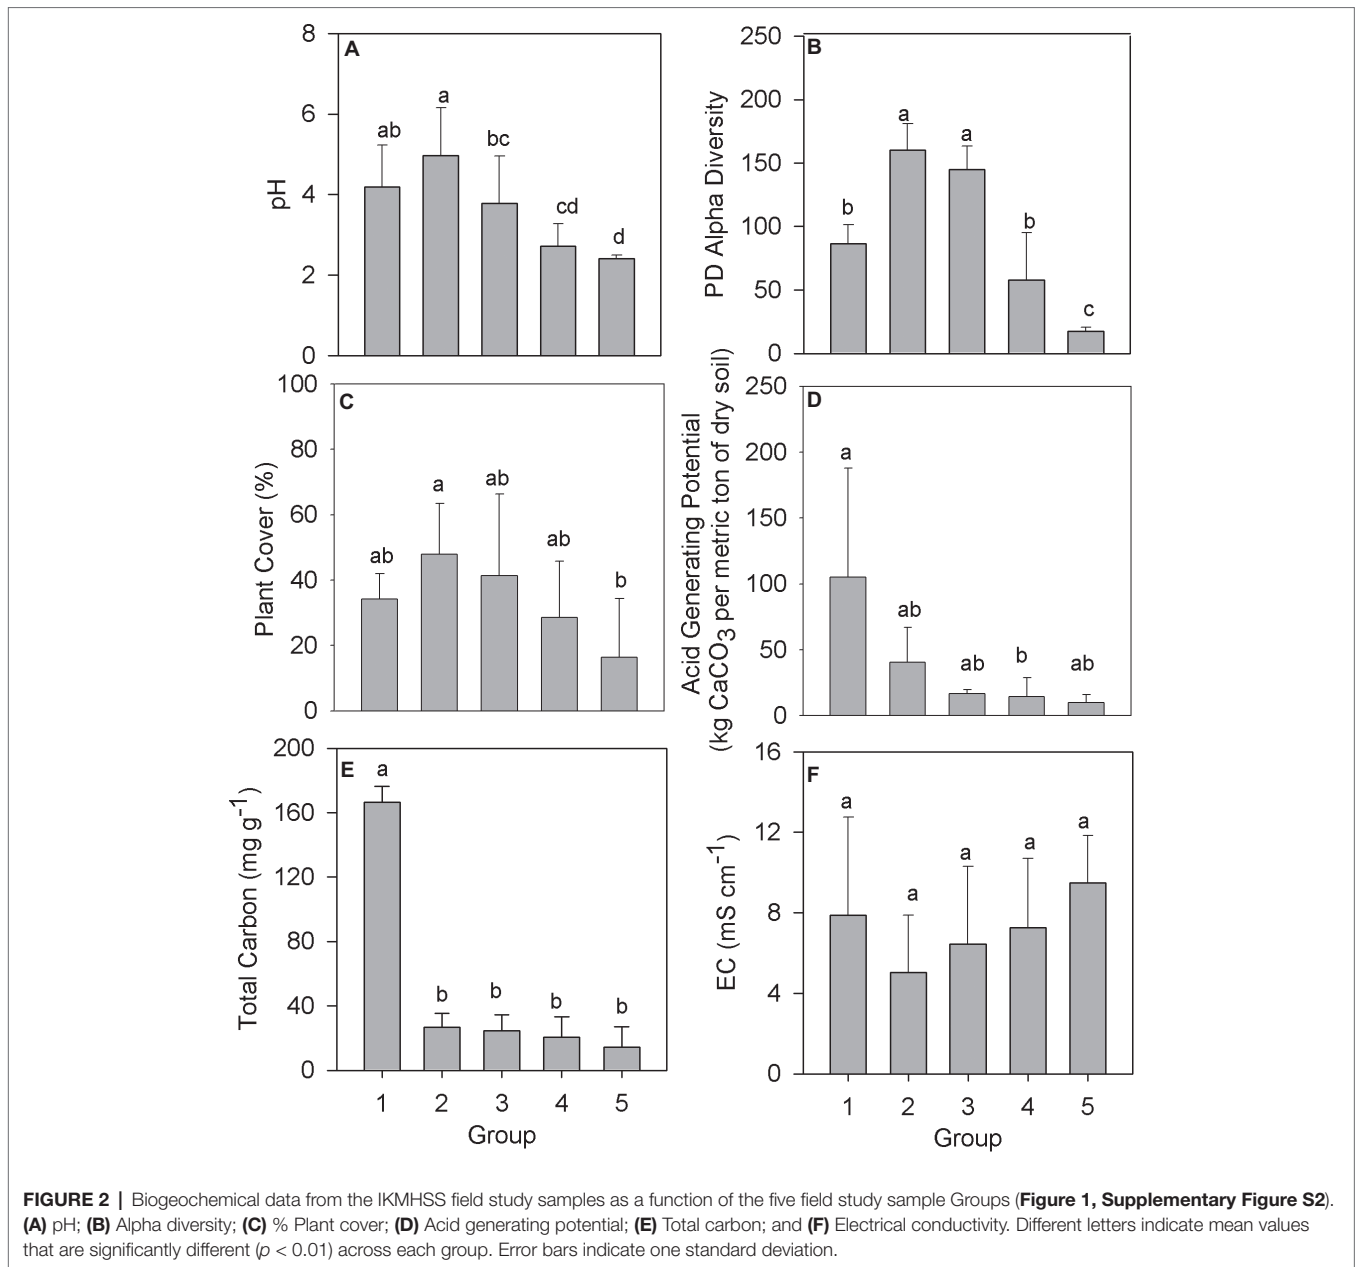 A
8
6
4
2
0
pH
ab
a
bc
cd
d
B
250
200
150
100
50
0
PD Alpha Diversity
b
a
a
b
c
C
100
80
60
40
20
0
Plant Cover (%)
ab
a
ab
ab
b
D
250
200
150
100
50
0
Acid Generating Potential
(kg CaCO3 per metric ton of dry soil)
a
ab
ab
b
ab
E
200
160
120
80
40
0
Total Carbon (mg g-1)
a
b
b
b
b
1 2 3 4 5
Group
F
16
12
8
4
0
EC (mS cm-1)
a
a
a
a
a
1 2 3 4 5
Group
FIGURE 2 | Biogeochemical data from the IKMHSS field study samples as a function of the five field study sample Groups (Figure 1, Supplementary Figure S2).
(A) pH; (B) Alpha diversity; (C) % Plant cover; (D) Acid generating potential; (E) Total carbon; and (F) Electrical conductivity. Different letters indicate mean values
that are significantly different (p < 0.01) across each group. Error bars indicate one standard deviation.